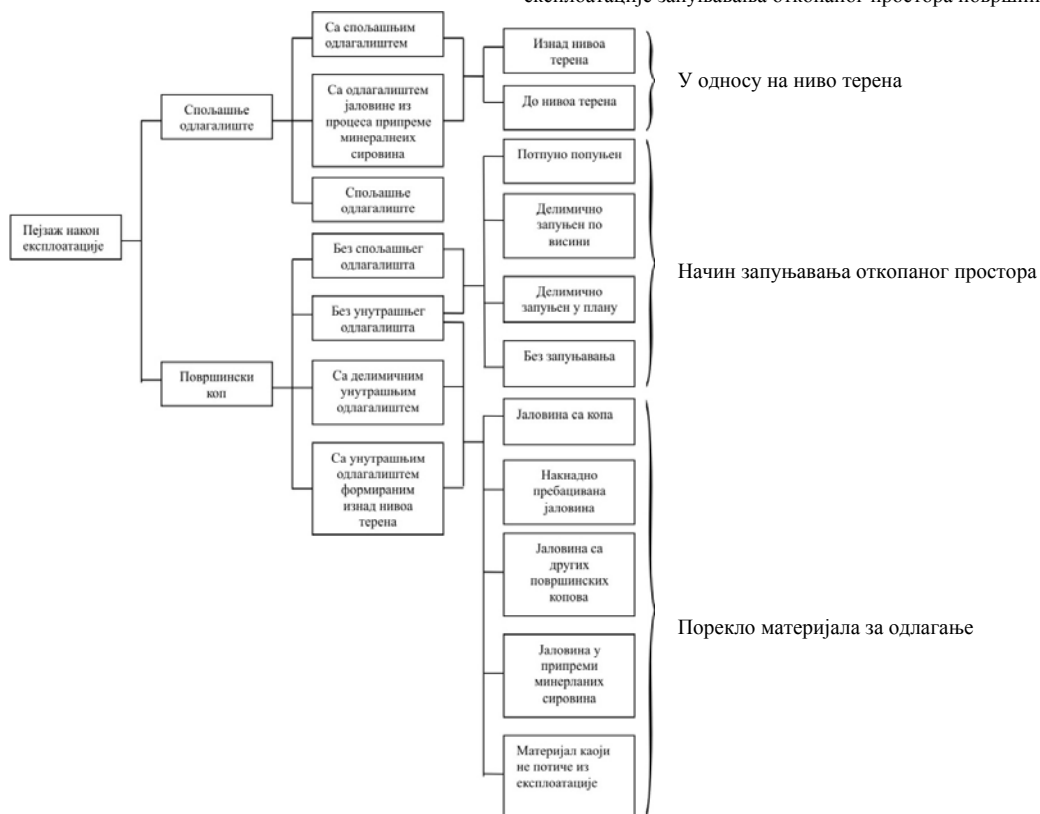 експлоатације запуњавања откопаног простора површин
Са спољашњим
одлагалиштем
Са одлагалиштем
јаловине из
процеса припреме
минералнеих
сировина
Спољашње
одлагалиште
Спољашње
одлагалиште
Пејзаж након
експлоатације
Површински
коп
Без спољашњег
одлагалишта
Без унутрашњег
одлагалишта
Са делимичним
унутрашњим
одлагалиштем
Са унутрашњим
одлагалиштем
формираним
изнад нивоа
терена
Изнад нивоа
терена
До нивоа терена
У односу на ниво терена
Потпуно попуњен
Делимично
запуњен по
висини
Делимично
запуњен у плану
Без запуњавања
Начин запуњавања откопаног простора
Јаловина са копа
Накнадно
пребацивана
јаловина
Јаловина са
других
површинских
копова
Јаловина у
припреми
минерланих
сировина
Материјал каоји
не потиче из
експлоатације
Порекло материјала за одлагање